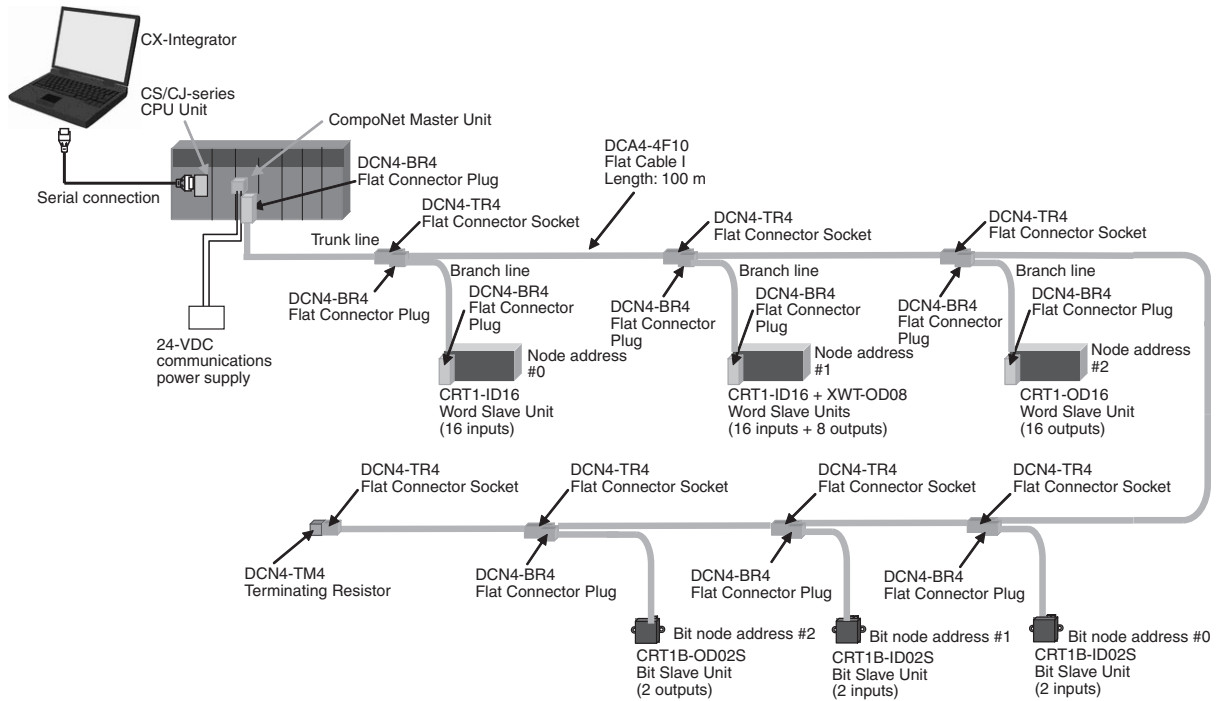 CX-Integrator
CS/CJ-series
CPU Unit
CompoNet Master Unit
DCN4-BR4
Flat Connector Plug
Serial connection
24-VDC
communications
power supply
Trunk line
DCN4-TR4
Flat Connector Socket
DCN4-BR4
Flat Connector Plug
Branch line
DCN4-BR4
Flat Connector
Plug
Node address
#0
CRT1-ID16
Word Slave Unit
(16 inputs)
DCA4-4F10
Flat Cable I
Length: 100 m
DCN4-TR4
Flat Connector Socket
DCN4-BR4
Flat Connector
Plug
Branch line
DCN4-BR4
Flat Connector
Plug
Node address
#1
CRT1-ID16 + XWT-OD08
Word Slave Units
(16 inputs + 8 outputs)
DCN4-TR4
Flat Connector Socket
DCN4-BR4
Flat Connector
Plug
Branch line
DCN4-BR4
Flat Connector
Plug
Node address
#2
CRT1-OD16
Word Slave Unit
(16 outputs)
DCN4-TR4
Flat Connector Socket
DCN4-TM4
Terminating Resistor
DCN4-TR4
Flat Connector Socket
DCN4-BR4
Flat Connector Plug
Bit node address #2
CRT1B-OD02S
Bit Slave Unit
(2 outputs)
DCN4-TR4
Flat Connector Socket
DCN4-BR4
Flat Connector Plug
Bit node address #1
CRT1B-ID02S
Bit Slave Unit
(2 inputs)
DCN4-TR4
Flat Connector Socket
DCN4-BR4
Flat Connector Plug
Bit node address #0
CRT1B-ID02S
Bit Slave Unit
(2 inputs)